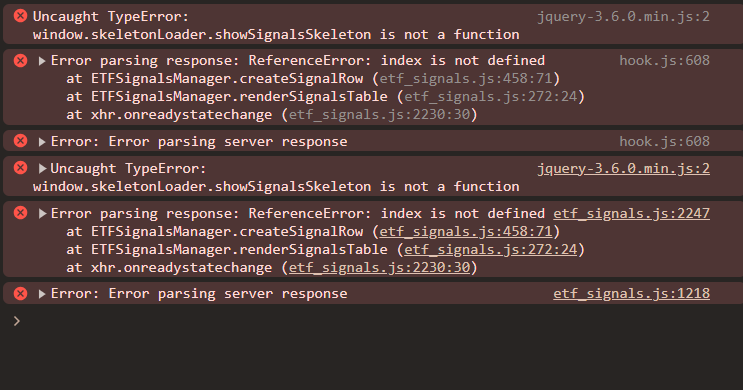 Uncaught TypeError: jquery-3.6.0.min.js:2
window.skeletonLoader.showSignalsSkeleton is not a function
Error parsing response: ReferenceError: index is not defined hook.js:608
at ETFSignalsManager.createSignalRow (etf_signals.js:458:71)
at ETFSignalsManager.renderSignalsTable (etf_signals.js:272:24)
at xhr.onreadystatechange (etf_signals.js:2230:30)
Error: Error parsing server response hook.js:608
Uncaught TypeError: jquery-3.6.0.min.js:2
window.skeletonLoader.showSignalsSkeleton is not a function
Error parsing response: ReferenceError: index is not defined etf_signals.js:2247
at ETFSignalsManager.createSignalRow (etf_signals.js:458:71)
at ETFSignalsManager.renderSignalsTable (etf_signals.js:272:24)
at xhr.onreadystatechange (etf_signals.js:2230:30)
Error: Error parsing server response etf_signals.js:1218